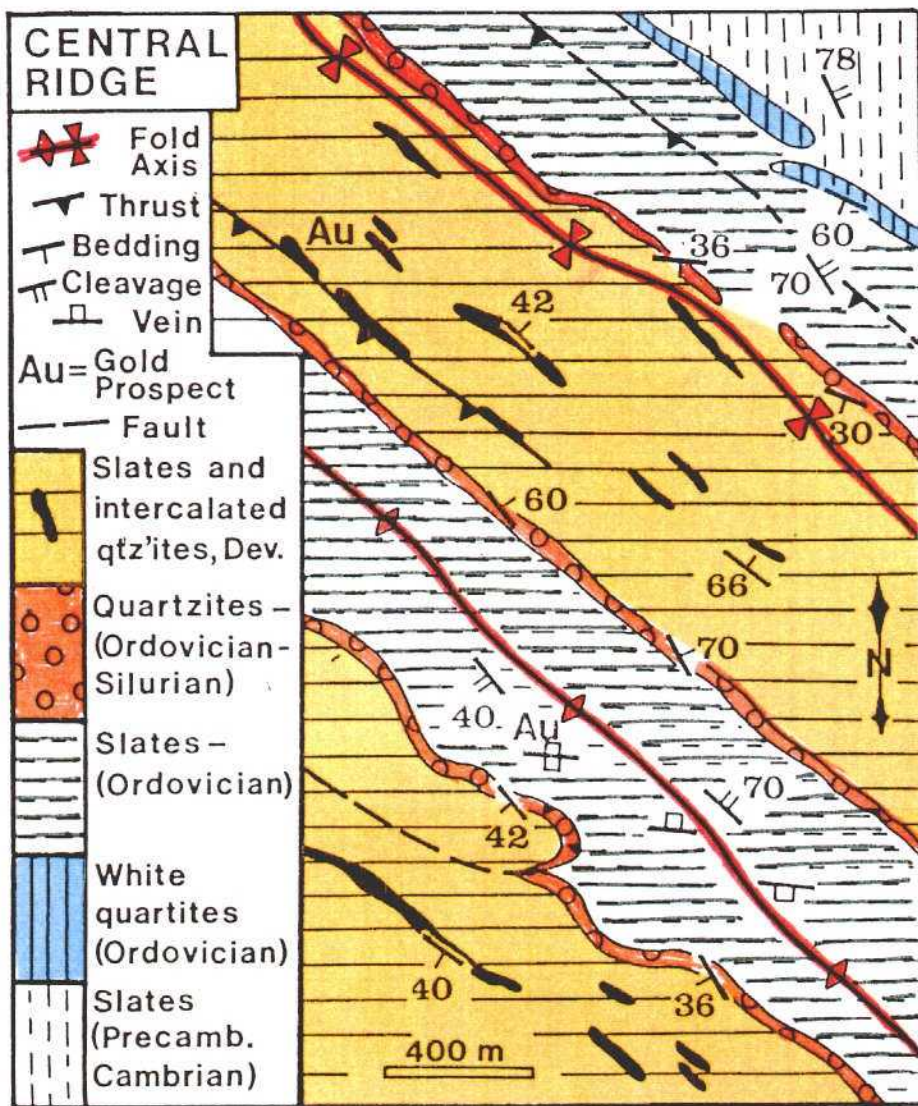 CENTRAL
RIDGE
Fold
Axis
Thrust
Bedding
Cleavage
Vein
Au= Gold
Prospect
Fault
Slates and
intercalated
qtz'ites, Dev.
Quartzites –
(Ordovician-
Silurian)
Slates –
(Ordovician)
White
quartites
(Ordovician)
Slates
(Precamb.
Cambrian)
78
60
36
70
Au
42
30
60
66
70
N
40
Au
70
42
40
36
400 m